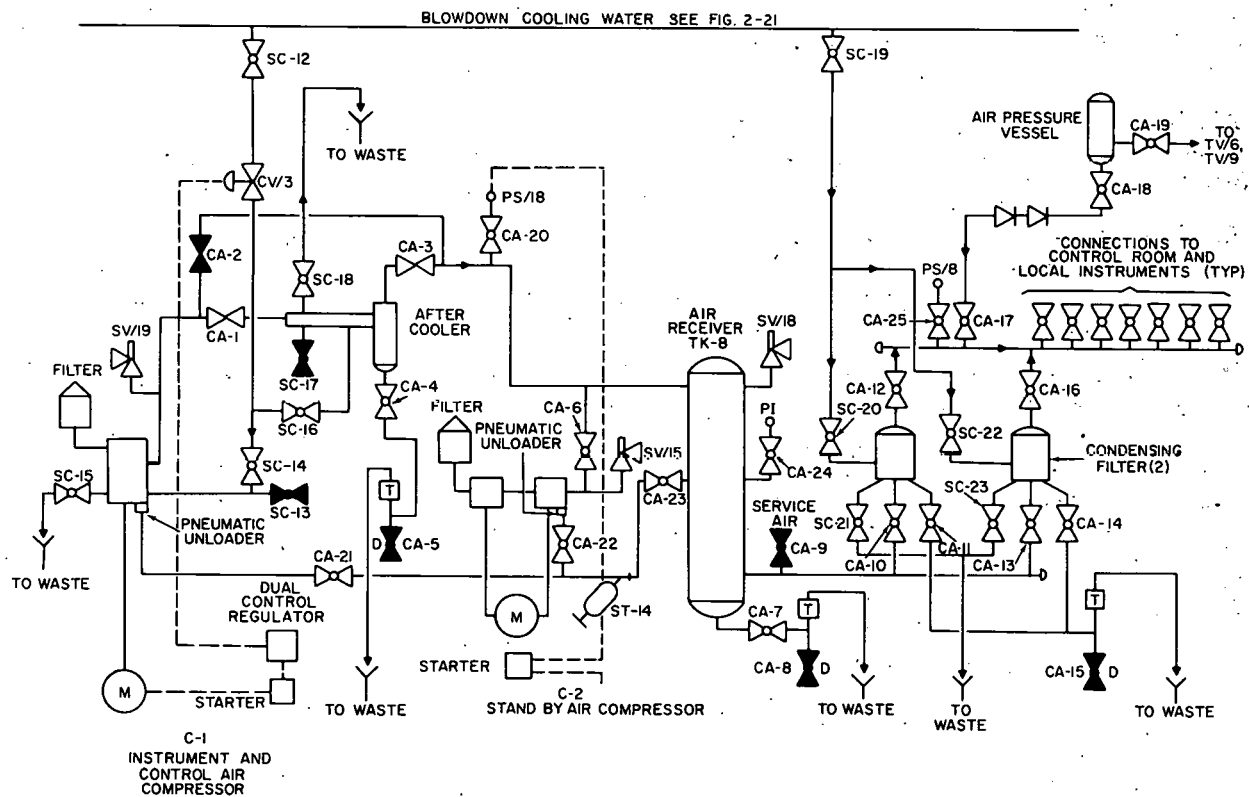 BLOWDOWN COOLING WATER SEE FIG. 2-21
SC-12
SC-19
AIR PRESSURE
VESSEL
CA-19
TO
TV/6,
TV/9
TO WASTE
CV/3
PS/18
CA-18
CA-20
CA-2
CA-3
SC-18
CONNECTIONS TO
CONTROL ROOM AND
LOCAL INSTRUMENTS (TYP)
PS/8
AFTER
COOLER
AIR
RECEIVER
TK-8
SV/18
CA-25
CA-17
SV/19
CA-1
FILTER
SC-17
CA-4
CA-12
CA-16
SC-16
FILTER
CA-6
PI
SC-20
PNEUMATIC
UNLOADER
SC-22
SV/15
CONDENSING
FILTER (2)
SC-15
SC-14
CA-24
CA-23
SC-23
SC-13
T
SERVICE
AIR
SC-21
CA-14
PNEUMATIC
UNLOADER
D
CA-5
CA-22
CA-9
CA-11
TO WASTE
CA-21
CA-10
CA-13
DUAL
CONTROL
REGULATOR
M
ST-14
CA-7
T
T
STARTER
CA-8
D
CA-15
D
M
STARTER
TO WASTE
C-2
STAND BY AIR COMPRESSOR
TO WASTE
TO
WASTE
TO WASTE
C-1
INSTRUMENT AND
CONTROL AIR
COMPRESSOR